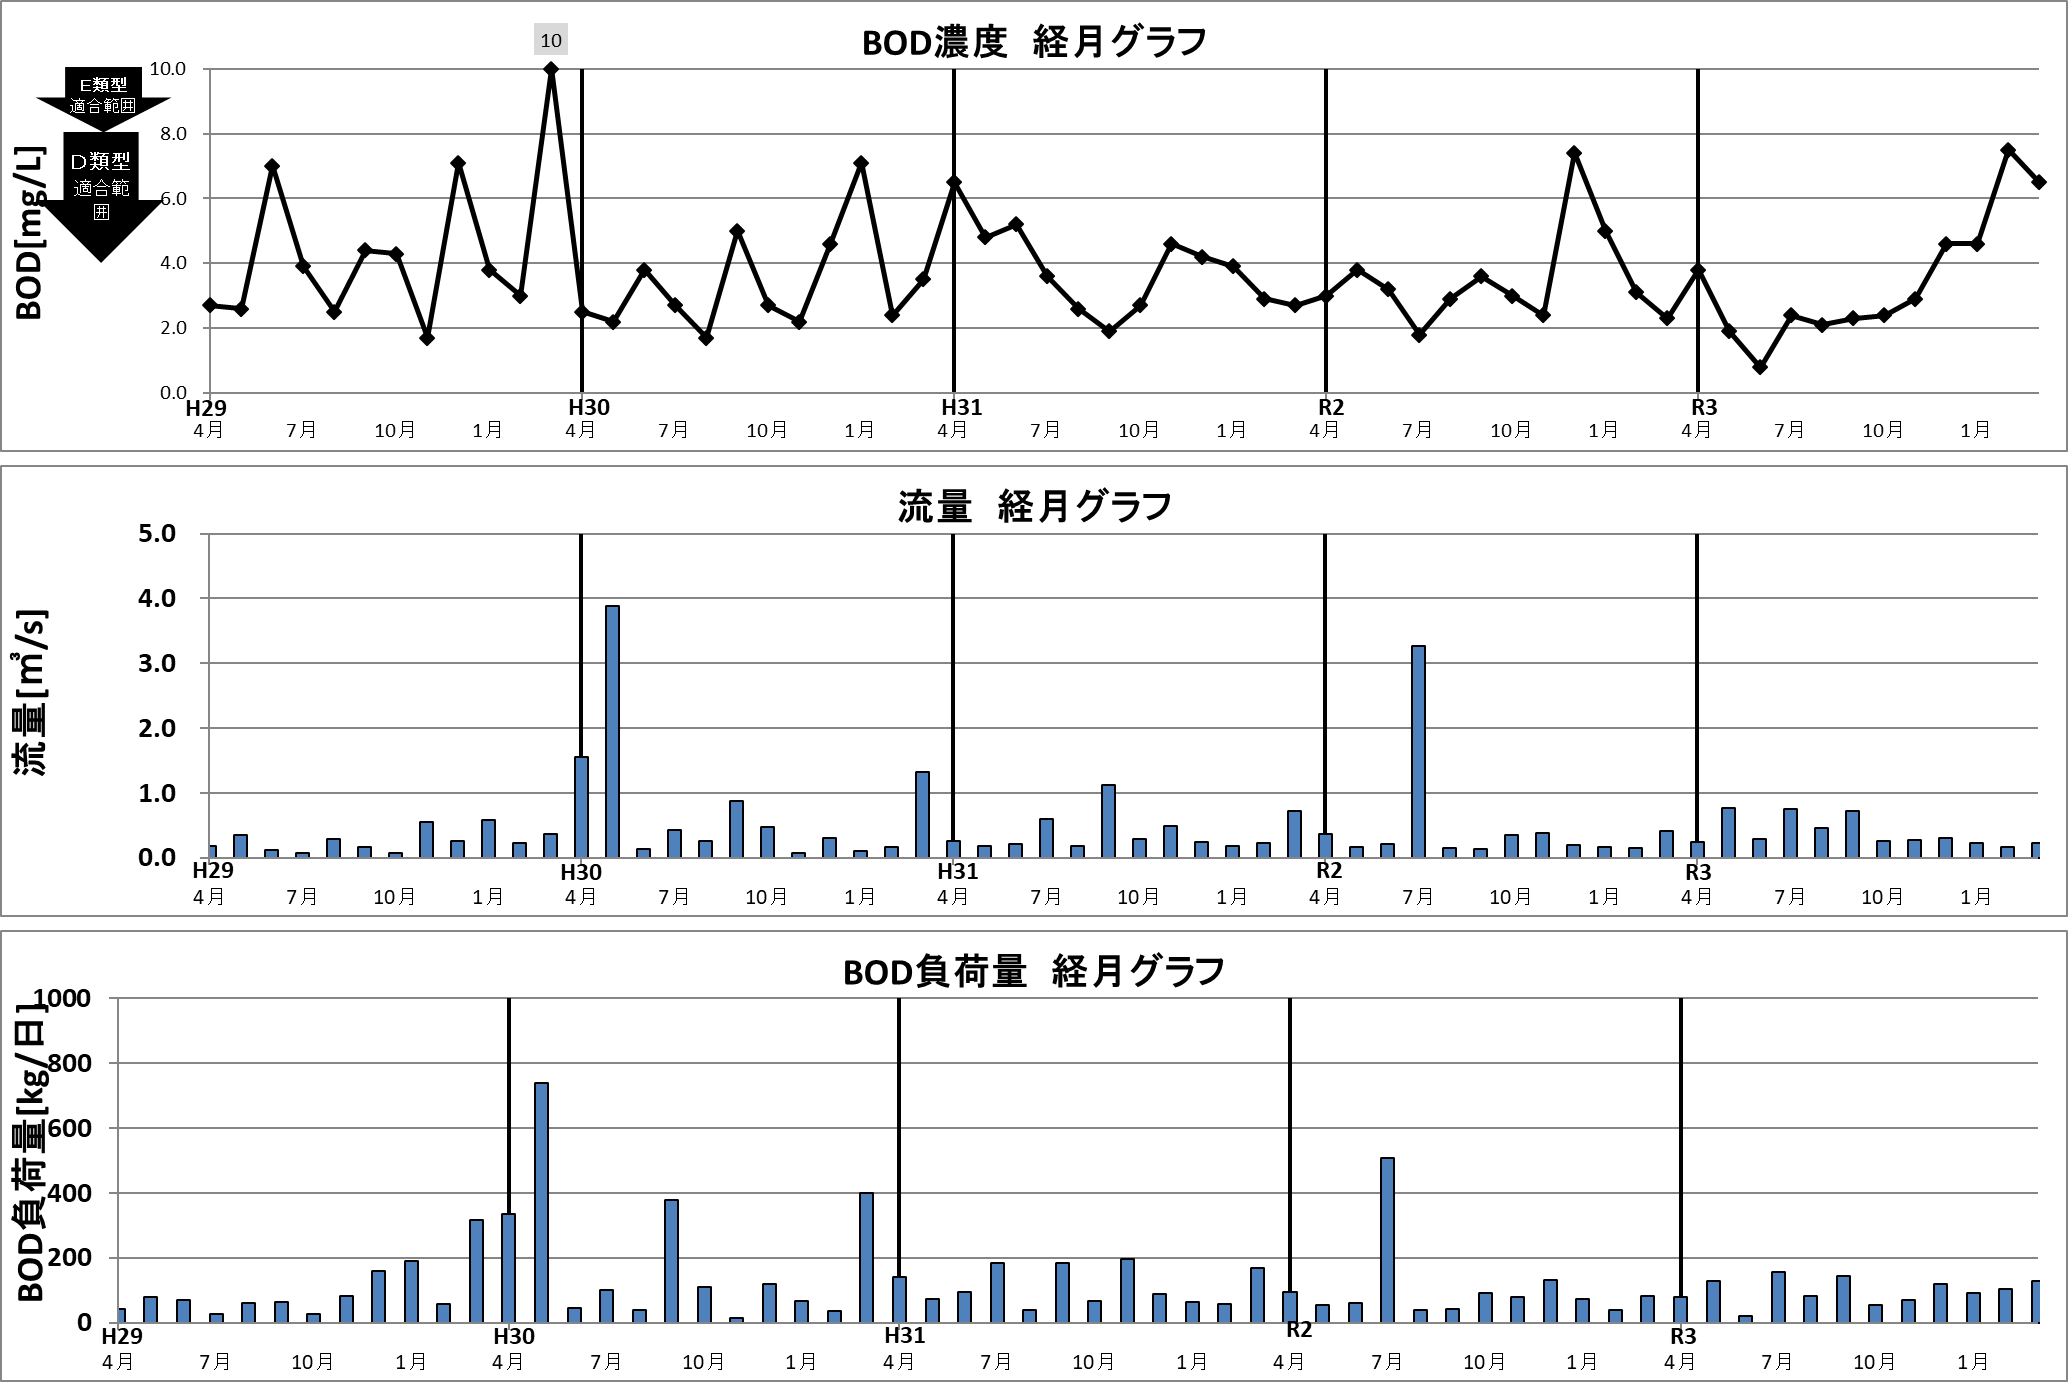 BOD濃度　経月グラフ
10
E類型
適合範囲
D類型
適合範
囲
BOD[mg/L]
10.0
8.0
6.0
4.0
2.0
0.0
H29 H30 H31 R2 R3
4月 7月 10月 1月 4月 7月 10月 1月 4月 7月 10月 1月 4月 7月 10月 1月 4月 7月 10月 1月
流量　経月グラフ
流量[㎥/s]
5.0
4.0
3.0
2.0
1.0
0.0
H29 H30 H31 R2 R3
4月 7月 10月 1月 4月 7月 10月 1月 4月 7月 10月 1月 4月 7月 10月 1月 4月 7月 10月 1月
BOD負荷量　経月グラフ
BOD負荷量[kg/日]
1000
800
600
400
200
0
H29 H30 H31 R2 R3
4月 7月 10月 1月 4月 7月 10月 1月 4月 7月 10月 1月 4月 7月 10月 1月 4月 7月 10月 1月